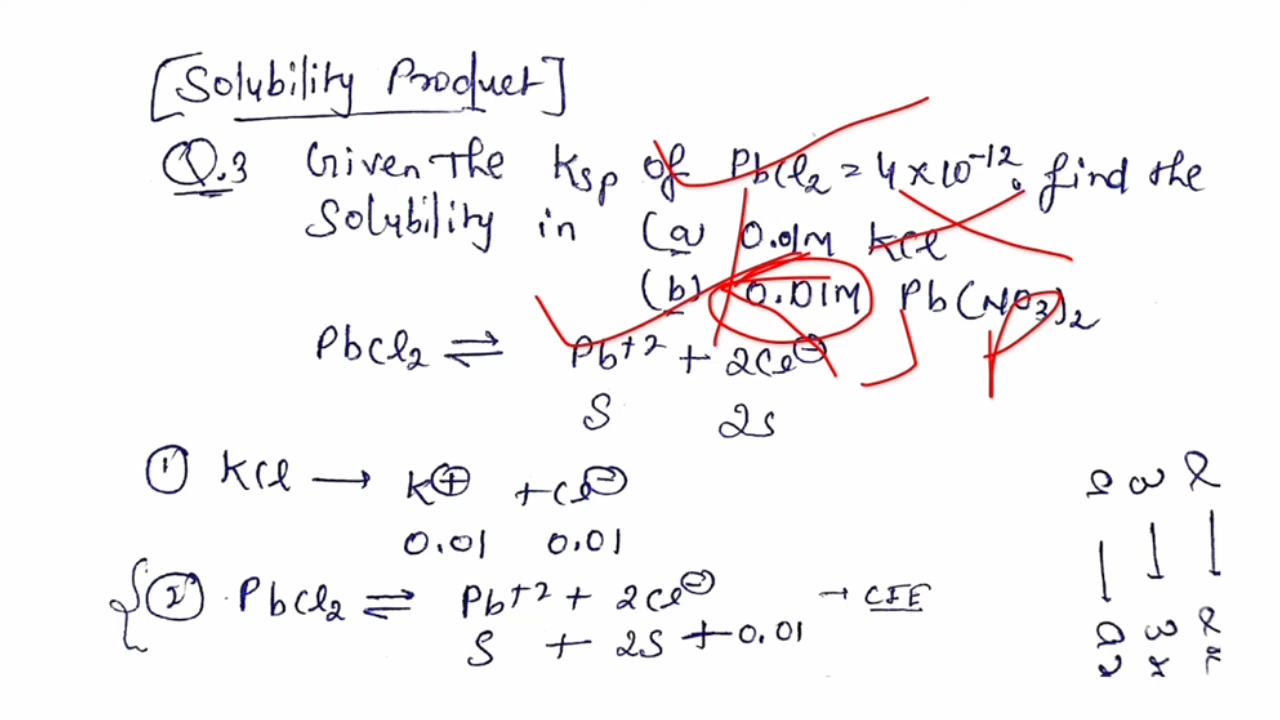 [Solubility Product]
Q.3 Given the Ksp of PbCl2 = 4×10^-12. find the
Solubility in (a) 0.01M KCl
(b) 0.01M Pb(NO3)2
PbCl2 ⇌ Pb+2 + 2Cl⊖
S 2s
① KCl → K⊕ + Cl⊖
0.01 0.01
② PbCl2 ⇌ Pb+2 + 2Cl⊖ → CIE
S + 2S + 0.01